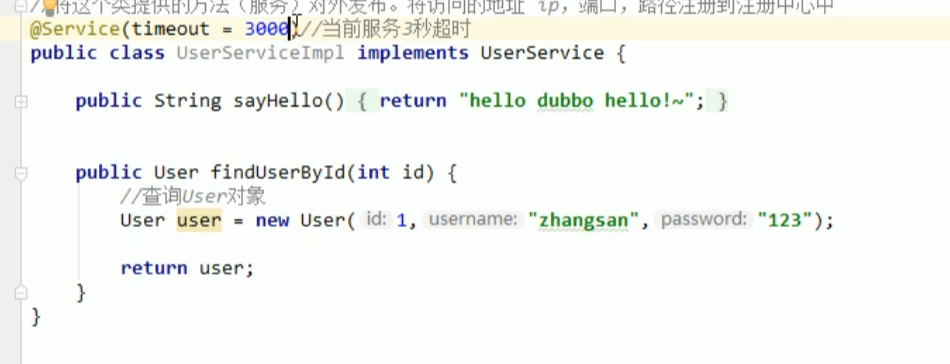 //将这个类提供的方法（服务）对外发布。将访问的地址 ip，端口，路径注册到注册中心中
@Service(timeout = 3000)//当前服务3秒超时
public class UserServiceImpl implements UserService {
public String sayHello() { return "hello dubbo hello!~"; }
public User findUserById(int id) {
//查询User对象
User user = new User( id: 1, username: "zhangsan", password: "123");
return user;
}
}